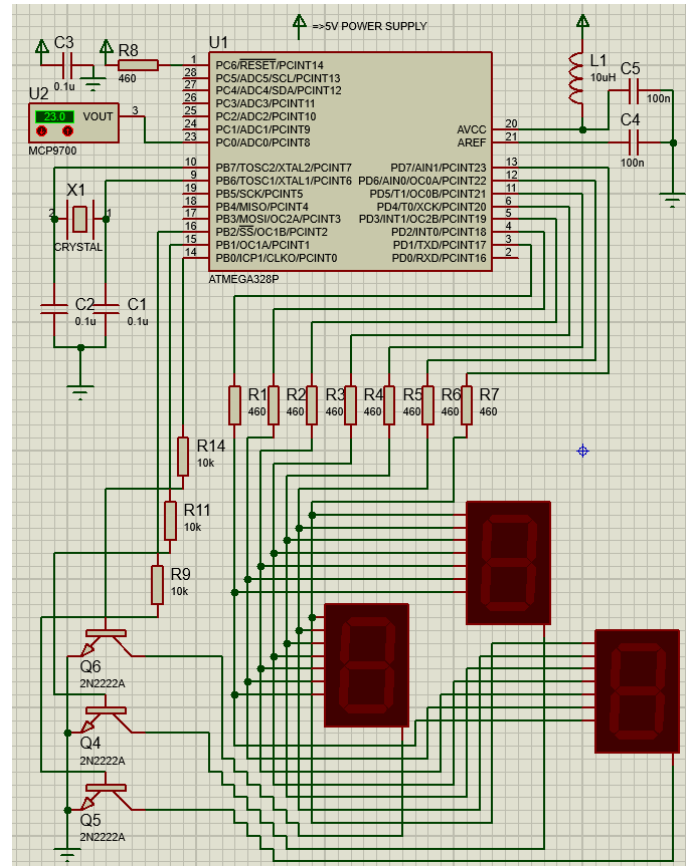 =>5V POWER SUPPLY
C3
0.1u
R8
460
U1
L1
10uH
C5
100n
C4
100n
U2
23.0
VOUT
3
MCP9700
1
28
27
26
25
24
23
10
9
19
18
17
16
15
14
PC6/RESET/PCINT14
PC5/ADC5/SCL/PCINT13
PC4/ADC4/SDA/PCINT12
PC3/ADC3/PCINT11
PC2/ADC2/PCINT10
PC1/ADC1/PCINT9
PC0/ADC0/PCINT8
PB7/TOSC2/XTAL2/PCINT7
PB6/TOSC1/XTAL1/PCINT6
PB5/SCK/PCINT5
PB4/MISO/PCINT4
PB3/MOSI/OC2A/PCINT3
PB2/SS/OC1B/PCINT2
PB1/OC1A/PCINT1
PB0/ICP1/CLKO/PCINT0
AVCC
AREF
PD7/AIN1/PCINT23
PD6/AIN0/OC0A/PCINT22
PD5/T1/OC0B/PCINT21
PD4/T0/XCK/PCINT20
PD3/INT1/OC2B/PCINT19
PD2/INT0/PCINT18
PD1/TXD/PCINT17
PD0/RXD/PCINT16
20
21
13
12
11
6
5
4
3
2
ATMEGA328P
X1
2
1
CRYSTAL
C2
0.1u
C1
0.1u
R1
460
R2
460
R3
460
R4
460
R5
460
R6
460
R7
460
R14
10k
R11
10k
R9
10k
Q6
2N2222A
Q4
2N2222A
Q5
2N2222A